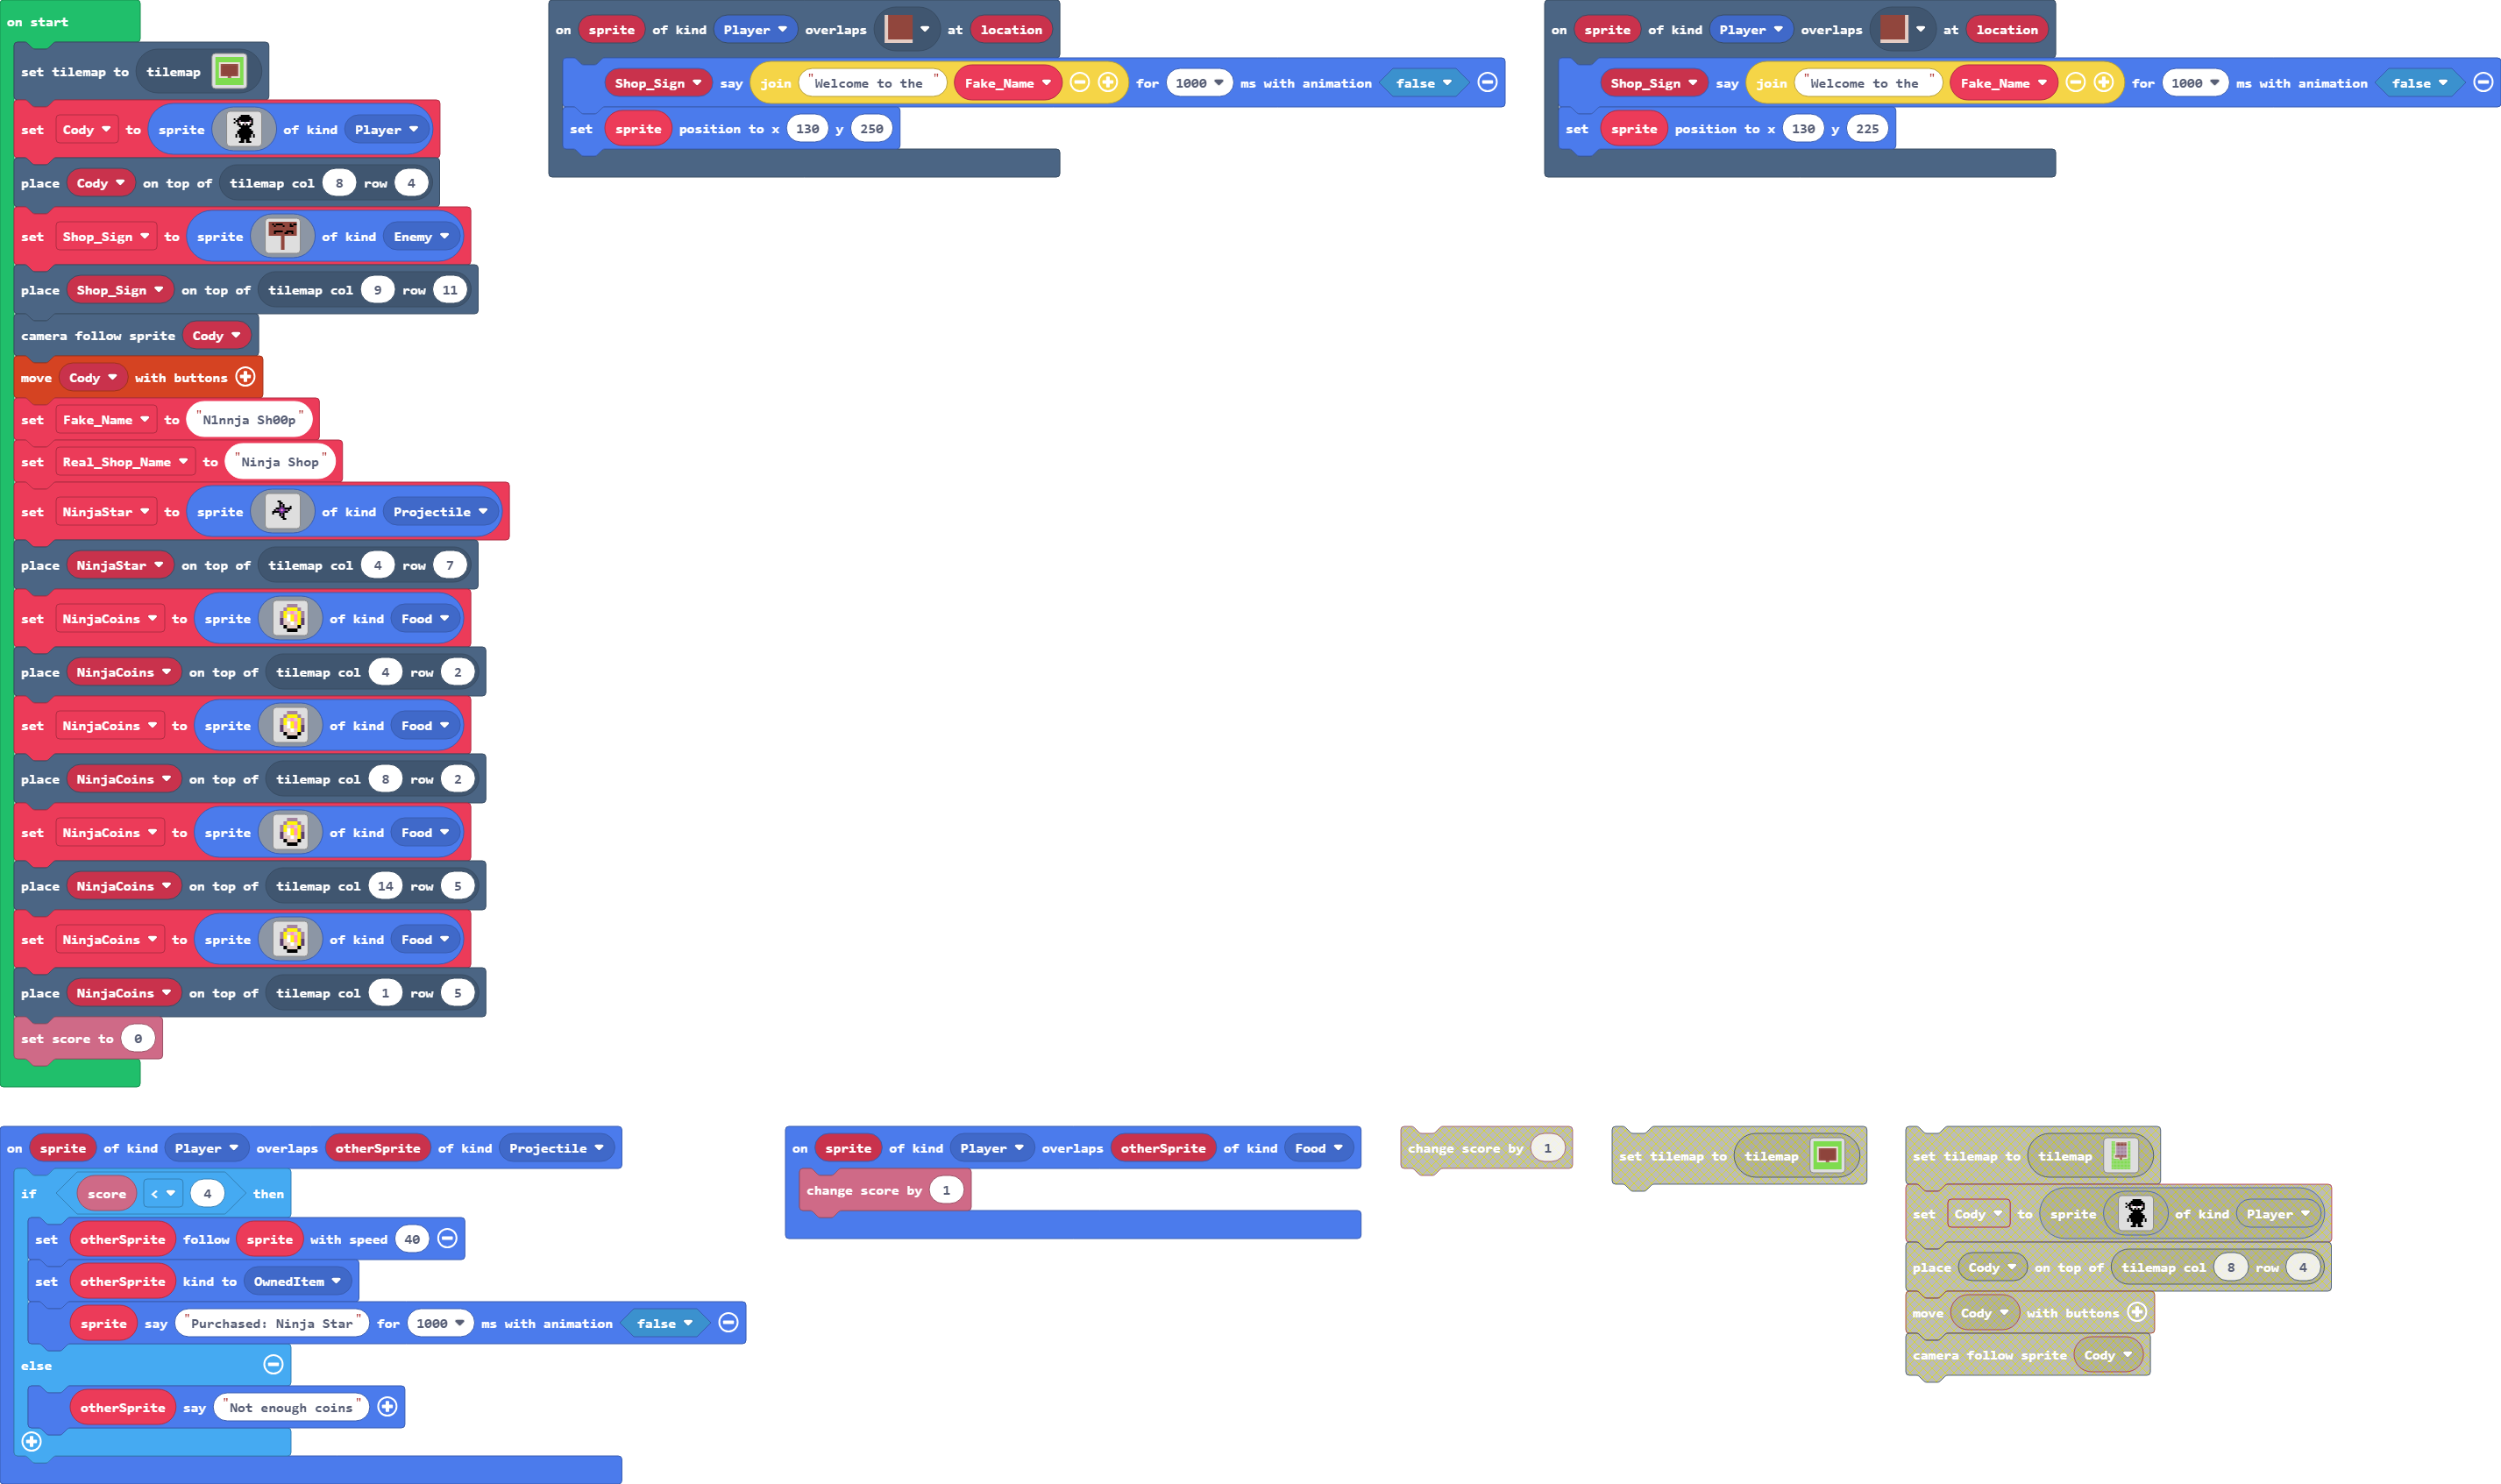 on start
set tilemap to tilemap
set Cody to sprite of kind Player
place Cody on top of tilemap col 8 row 4
set Shop_Sign to sprite of kind Enemy
place Shop_Sign on top of tilemap col 9 row 11
camera follow sprite Cody
move Cody with buttons
set Fake_Name to "N1nnja Sh00p"
set Real_Shop_Name to "Ninja Shop"
set NinjaStar to sprite of kind Projectile
place NinjaStar on top of tilemap col 4 row 7
set NinjaCoins to sprite of kind Food
place NinjaCoins on top of tilemap col 4 row 2
set NinjaCoins to sprite of kind Food
place NinjaCoins on top of tilemap col 8 row 2
set NinjaCoins to sprite of kind Food
place NinjaCoins on top of tilemap col 14 row 5
set NinjaCoins to sprite of kind Food
place NinjaCoins on top of tilemap col 1 row 5
set score to 0
on sprite of kind Player overlaps at location
Shop_Sign say join "Welcome to the " Fake_Name for 1000 ms with animation false
set sprite position to x 130 y 250
on sprite of kind Player overlaps at location
Shop_Sign say join "Welcome to the " Fake_Name for 1000 ms with animation false
set sprite position to x 130 y 225
on sprite of kind Player overlaps otherSprite of kind Projectile
if score < 4 then
set otherSprite follow sprite with speed 40
set otherSprite kind to OwnedItem
sprite say "Purchased: Ninja Star" for 1000 ms with animation false
else
otherSprite say "Not enough coins"
on sprite of kind Player overlaps otherSprite of kind Food
change score by 1
change score by 1
set tilemap to tilemap
set tilemap to tilemap
set Cody to sprite of kind Player
place Cody on top of tilemap col 8 row 4
move Cody with buttons
camera follow sprite Cody